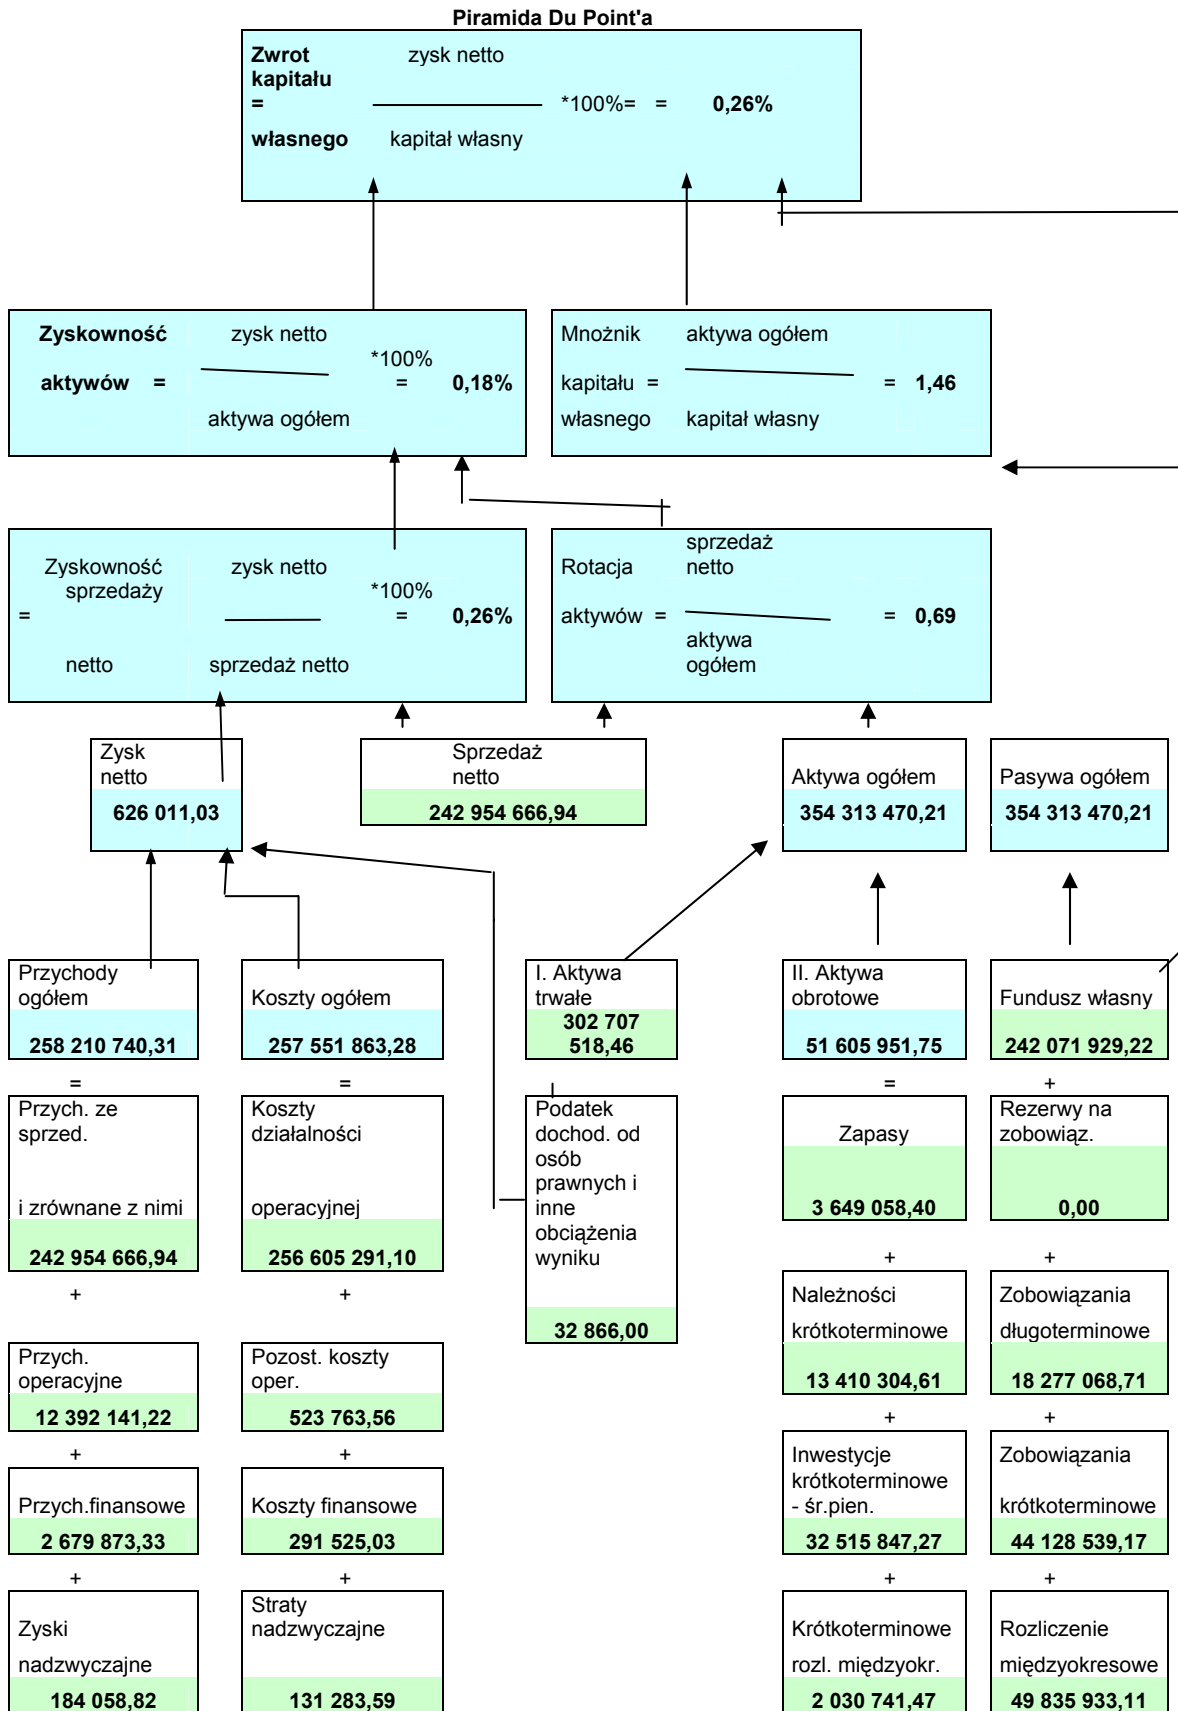 Piramida Du Point'a
Zwrot zysk netto
kapitału
= *100%= = 0,26%
własnego kapitał własny
Zyskowność zysk netto
*100%
aktywów = = 0,18%
aktywa ogółem
Mnożnik aktywa ogółem
kapitału = = 1,46
własnego kapitał własny
Zyskowność zysk netto
sprzedaży *100%
= = 0,26%
netto sprzedaż netto
sprzedaż
Rotacja netto
aktywów = = 0,69
aktywa
ogółem
Zysk
netto
626 011,03
Sprzedaż
netto
242 954 666,94
Aktywa ogółem
354 313 470,21
Pasywa ogółem
354 313 470,21
Przychody
ogółem
258 210 740,31
Koszty ogółem
257 551 863,28
I. Aktywa
trwałe
302 707
518,46
II. Aktywa
obrotowe
51 605 951,75
Fundusz własny
242 071 929,22
= = = +
Przych. ze
sprzed.
i zrównane z nimi
242 954 666,94
Koszty
działalności
operacyjnej
256 605 291,10
Podatek
dochod. od
osób
prawnych i
inne
obciążenia
wyniku
32 866,00
Zapasy
3 649 058,40
Rezerwy na
zobowiąz.
0,00
+ +
+ +
Należności
krótkoterminowe
13 410 304,61
Zobowiązania
długoterminowe
18 277 068,71
Przych.
operacyjne
12 392 141,22
Pozost. koszty
oper.
523 763,56
+ +
+ +
Przych.finansowe
2 679 873,33
Koszty finansowe
291 525,03
Inwestycje
krótkoterminowe
- śr.pien.
32 515 847,27
Zobowiązania
krótkoterminowe
44 128 539,17
+ + + +
Zyski
nadzwyczajne
184 058,82
Straty
nadzwyczajne
131 283,59
Krótkoterminowe
rozl. międzyokr.
2 030 741,47
Rozliczenie
międzyokresowe
49 835 933,11